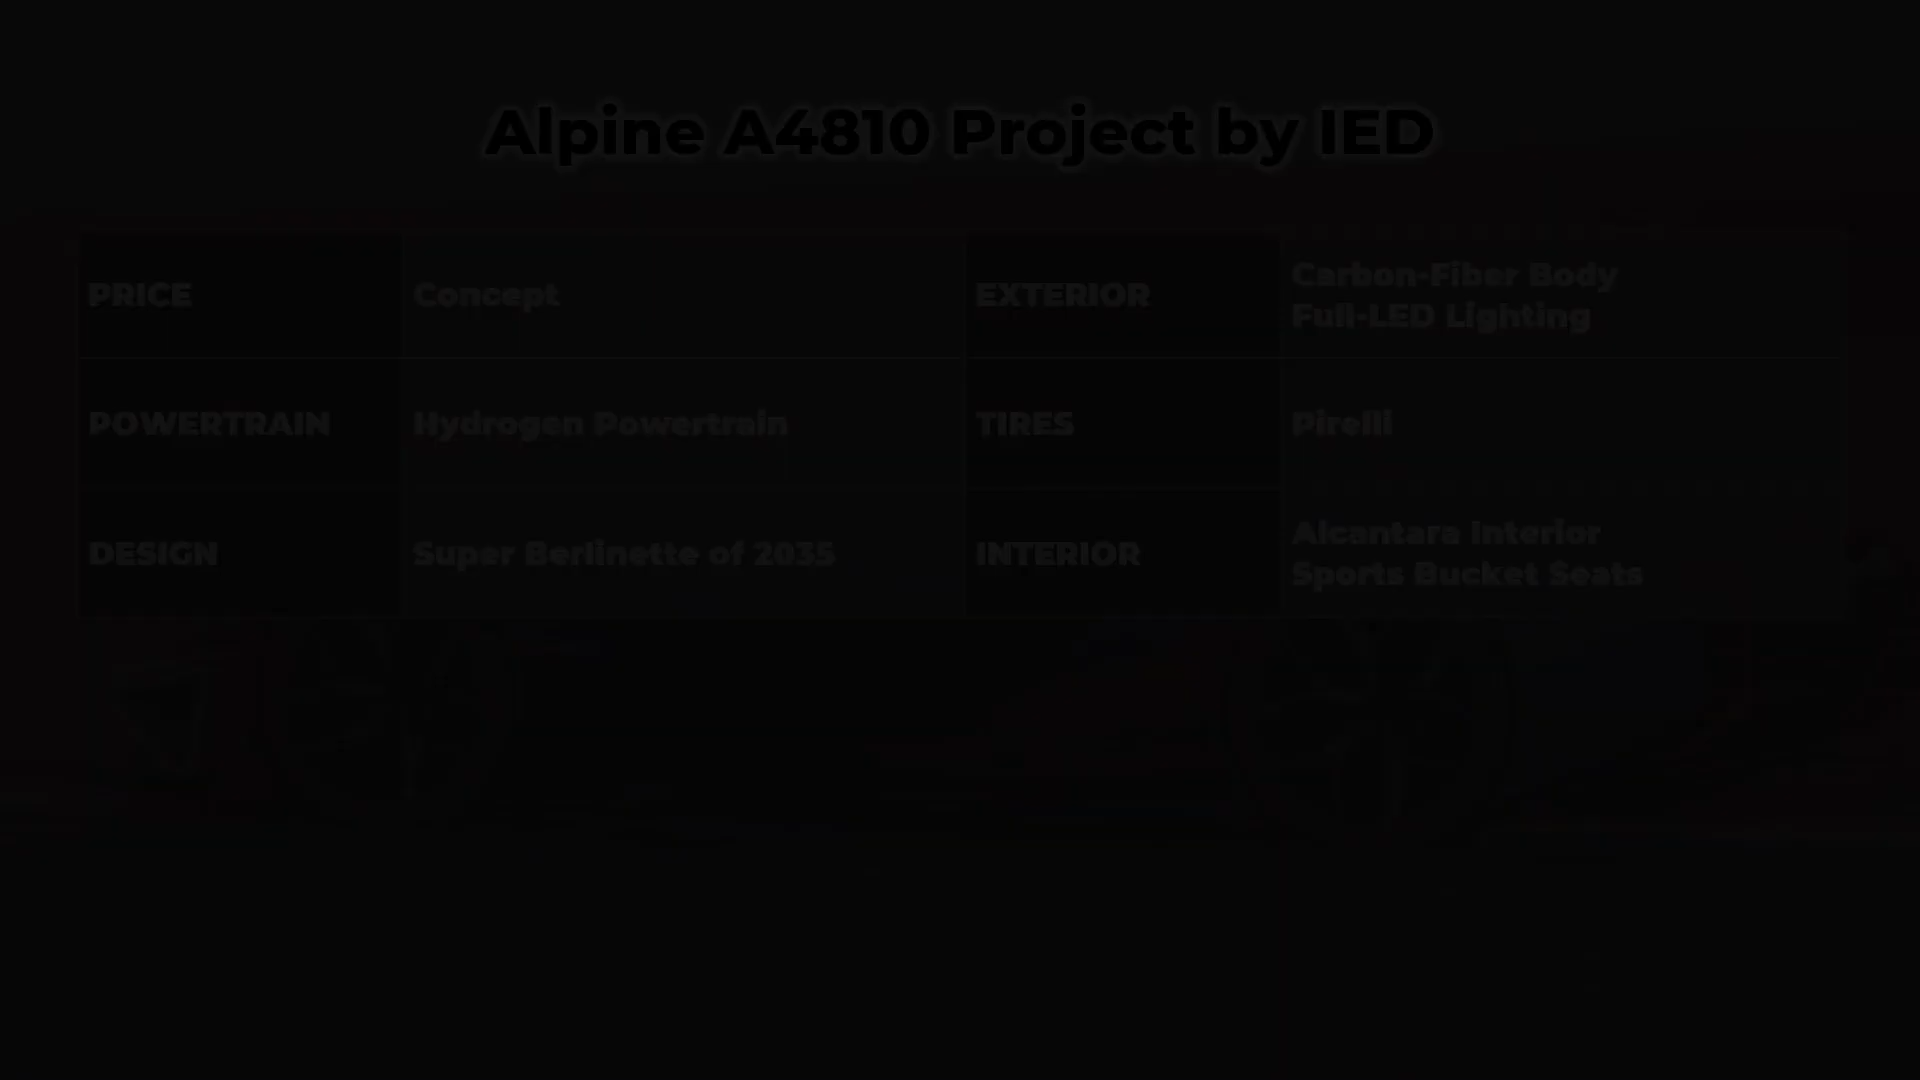 Alpine A4810 Project by IED
PRICE
Concept
EXTERIOR
Carbon-Fiber Body
Full-LED Lighting
POWERTRAIN
Hydrogen Powertrain
TIRES
Pirelli
DESIGN
Super Berlinette of 2035
INTERIOR
Alcantara Interior
Sports Bucket Seats